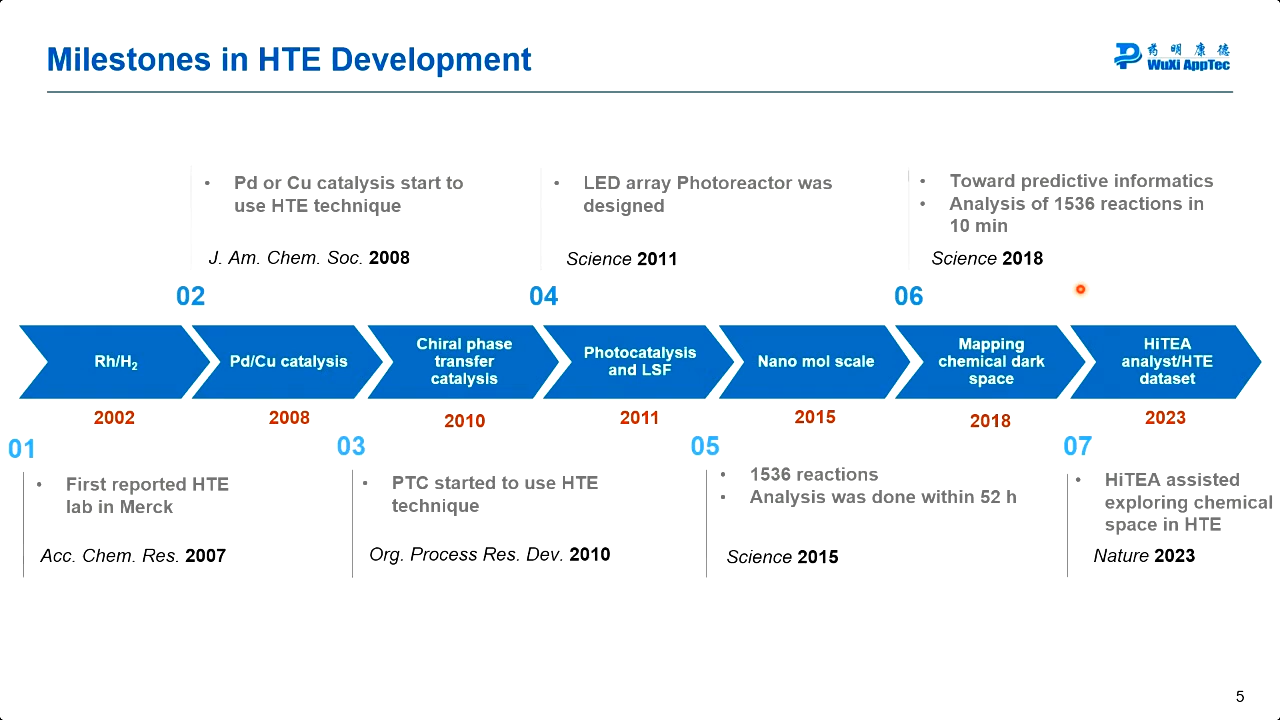 Milestones in HTE Development
药 明 康 德
WuXi AppTec
• Pd or Cu catalysis start to
use HTE technique
J. Am. Chem. Soc. 2008
02
• LED array Photoreactor was
designed
Science 2011
04
• Toward predictive informatics
• Analysis of 1536 reactions in
10 min
Science 2018
06
Rh/H₂
Pd/Cu catalysis
Chiral phase
transfer
catalysis
Photocatalysis
and LSF
Nano mol scale
Mapping
chemical dark
space
HiTEA
analyst/HTE
dataset
2002
2008
2010
2011
2015
2018
2023
01
• First reported HTE
lab in Merck
Acc. Chem. Res. 2007
03
• PTC started to use HTE
technique
Org. Process Res. Dev. 2010
05
• 1536 reactions
• Analysis was done within 52 h
Science 2015
07
• HiTEA assisted
exploring chemical
space in HTE
Nature 2023
5